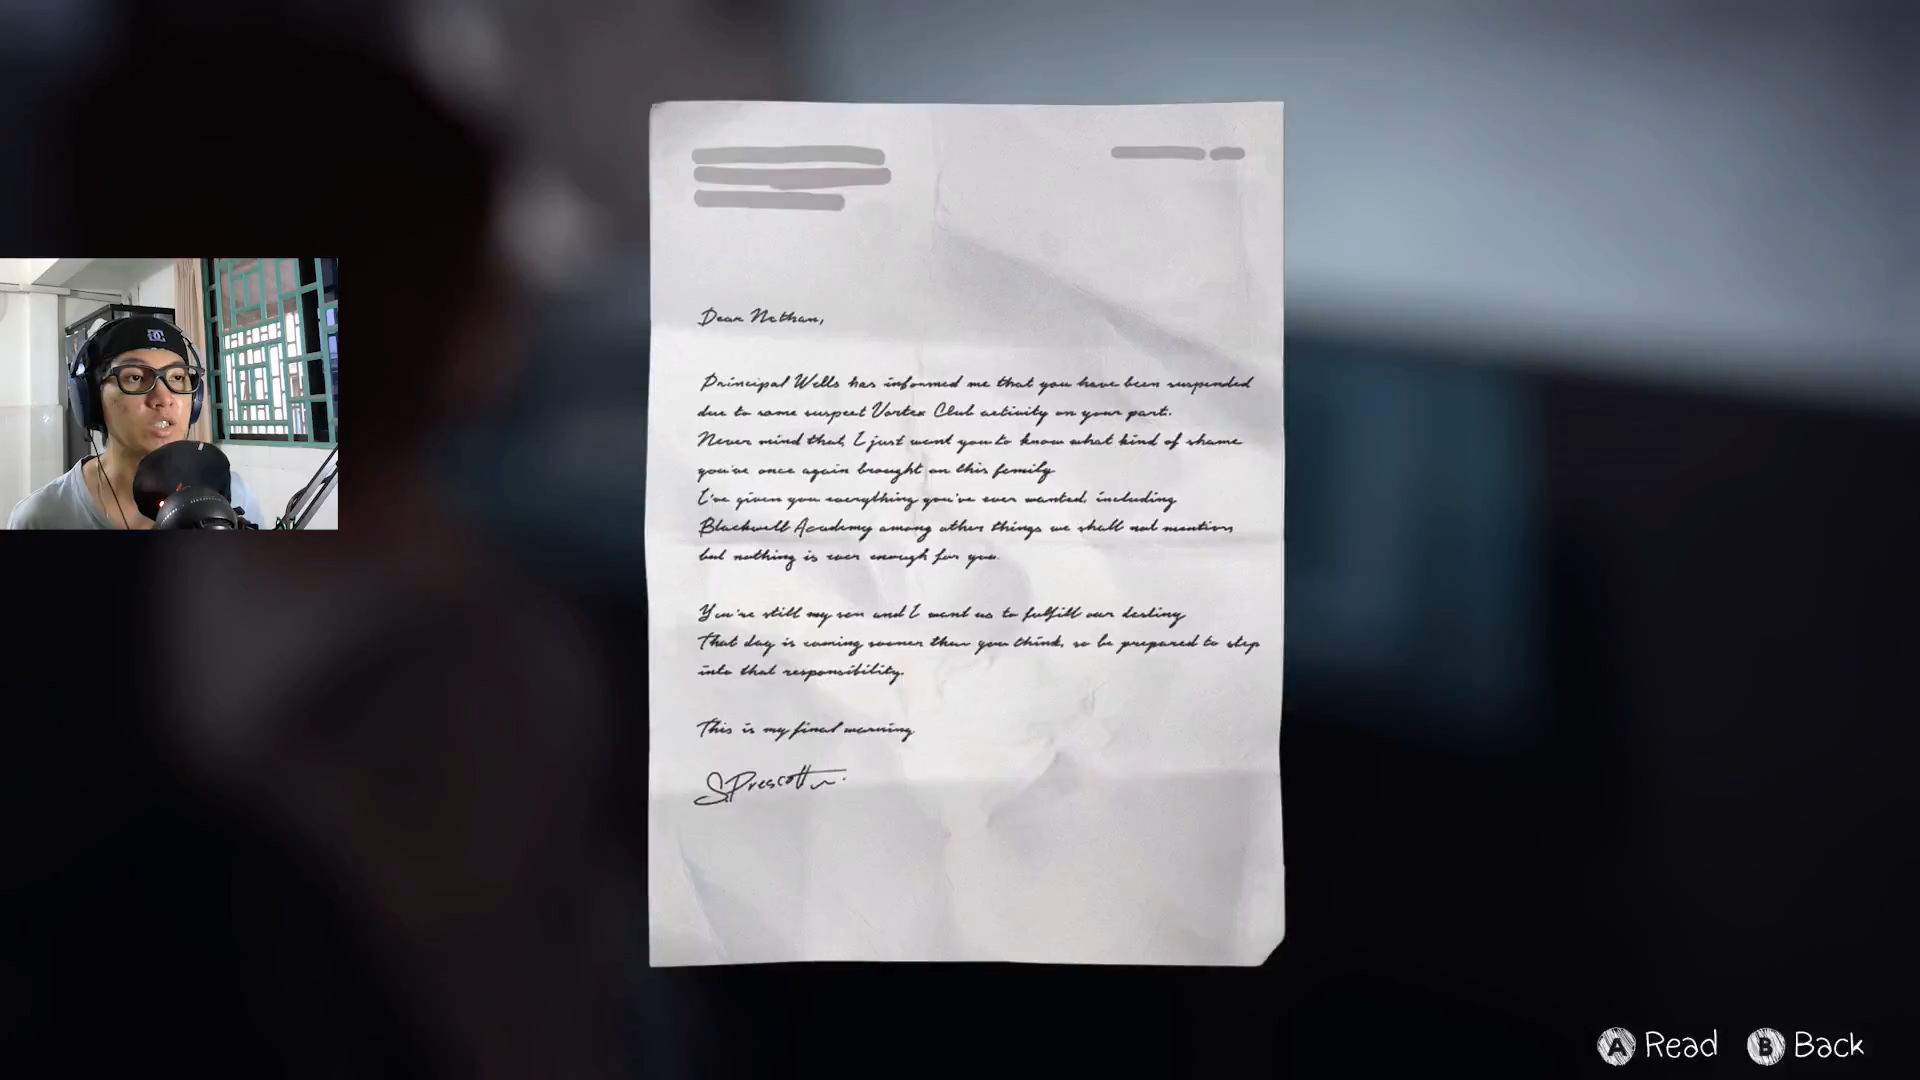 Dear Nathan,
Principal Wells has informed me that you have been suspended
due to some suspect Vortex Club activity on your part.
Never mind that, I just want you to know what kind of shame
you've once again brought on this family
I've given you everything you've ever wanted, including
Blackwell Academy among other things we shall not mention
but nothing is ever enough for you.
You're still my son and I want us to fulfill our destiny
That day is coming sooner than you think, so be prepared to step
into that responsibility.
This is my final warning
S.Prescott
A Read B Back
DC